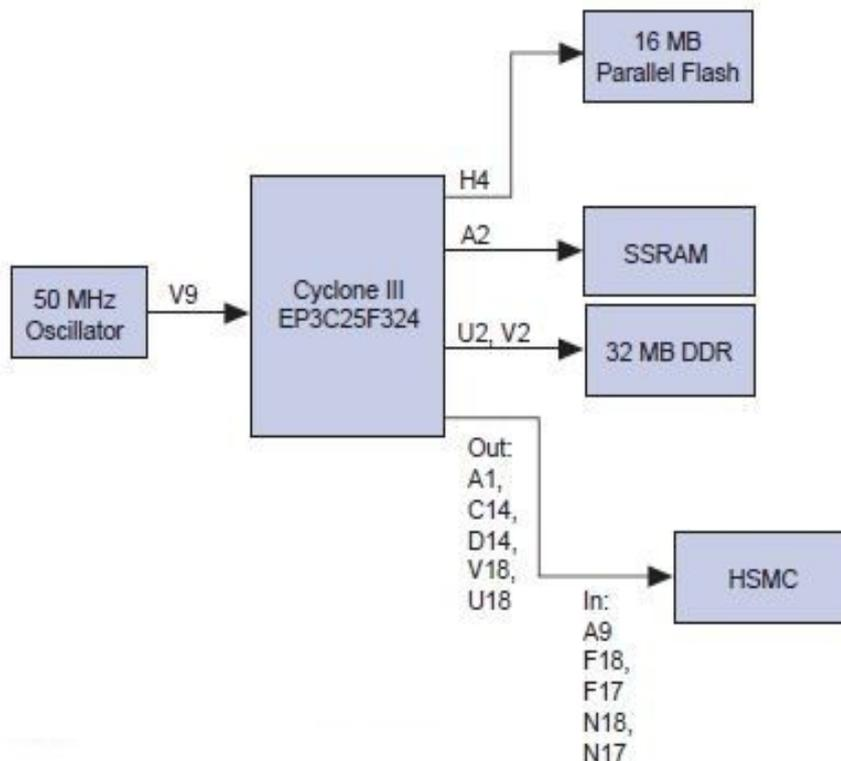 16 MB
Parallel Flash
H4
A2
SSRAM
Cyclone III
EP3C25F324
50 MHz
Oscillator
V9
U2, V2
32 MB DDR
Out:
A1,
C14,
D14,
V18,
U18
HSMC
In:
A9
F18,
F17
N18,
N17